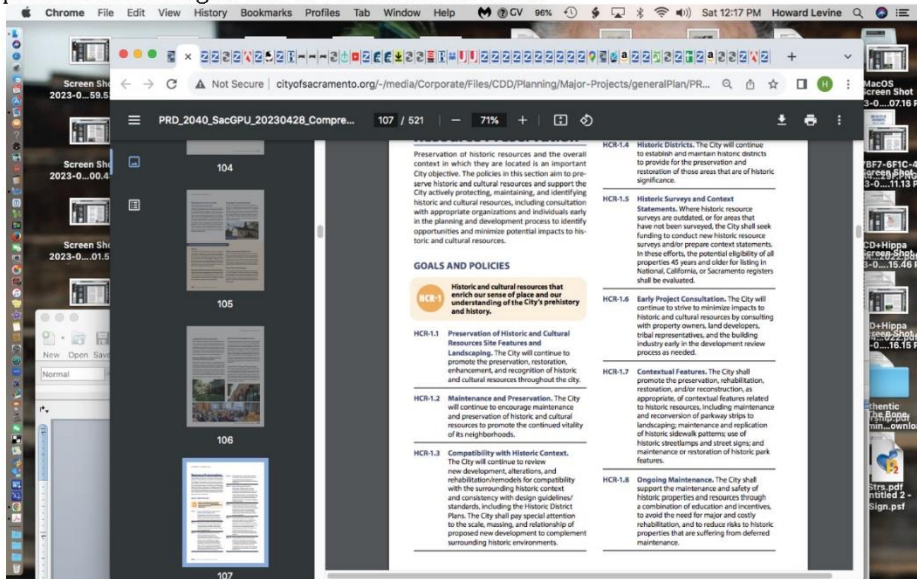 Chrome File Edit View History Bookmarks Profiles Tab Window Help
GV 96%
Sat 12:17 PM Howard Levine
Not Secure | cityofsacramento.org/-/media/Corporate/Files/CDD/Planning/Major-Projects/generalPlan/PR...
PRD_2040_SacGPU_20230428_Compre...
107 / 521
71%
Screen Shot
2023-0...59.5
Screen Sho
2023-0...00.4
Screen Sho
2023-0....01.5
New Open Save
Normal
104
105
106
107
Preservation of historic resources and the overall
context in which they are located is an important
City objective. The policies in this section aim to pre-
serve historic and cultural resources and support the
City actively protecting, maintaining, and identifying
historic and cultural resources, including consultation
with appropriate organizations and individuals early
in the planning and development process to identify
opportunities and minimize potential impacts to his-
toric and cultural resources.
GOALS AND POLICIES
HCR-1
Historic and cultural resources that
enrich our sense of place and our
understanding of the City's prehistory
and history.
HCR-1.1 Preservation of Historic and Cultural
Resources Site Features and
Landscaping. The City will continue to
promote the preservation, restoration,
enhancement, and recognition of historic
and cultural resources throughout the city.
HCR-1.2 Maintenance and Preservation. The City
will continue to encourage maintenance
and preservation of historic and cultural
resources to promote the continued vitality
of its neighborhoods.
HCR-1.3 Compatibility with Historic Context.
The City will continue to review
new development, alterations, and
rehabilitation/remodels for compatibility
with the surrounding historic context
and consistency with design guidelines/
standards, including the Historic District
Plans. The City shall pay special attention
to the scale, massing, and relationship of
proposed new development to complement
surrounding historic environments.
HCR-1.4 Historic Districts. The City will continue
to establish and maintain historic districts
to provide for the preservation and
restoration of those areas that are of historic
significance.
HCR-1.5 Historic Surveys and Context
Statements. Where historic resource
surveys are outdated, or for areas that
have not been surveyed, the City shall seek
funding to conduct new historic resource
surveys and/or prepare context statements.
In these efforts, the potential eligibility of all
properties 45 years and older for listing in
National, California, or Sacramento registers
shall be evaluated.
HCR-1.6 Early Project Consultation. The City will
continue to strive to minimize impacts to
historic and cultural resources by consulting
with property owners, land developers,
tribal representatives, and the building
industry early in the development review
process as needed.
HCR-1.7 Contextual Features. The City shall
promote the preservation, rehabilitation,
restoration, and/or reconstruction, as
appropriate, of contextual features related
to historic resources, including maintenance
and reconversion of parkway strips to
landscaping; maintenance and replication
of historic sidewalk patterns; use of
historic streetlamps and street signs; and
maintenance or restoration of historic park
features.
HCR-1.8 Ongoing Maintenance. The City shall
support the maintenance and safety of
historic properties and resources through
a combination of education and incentives,
to avoid the need for major and costly
rehabilitation, and to reduce risks to historic
properties that are suffering from deferred
maintenance.
MacOS